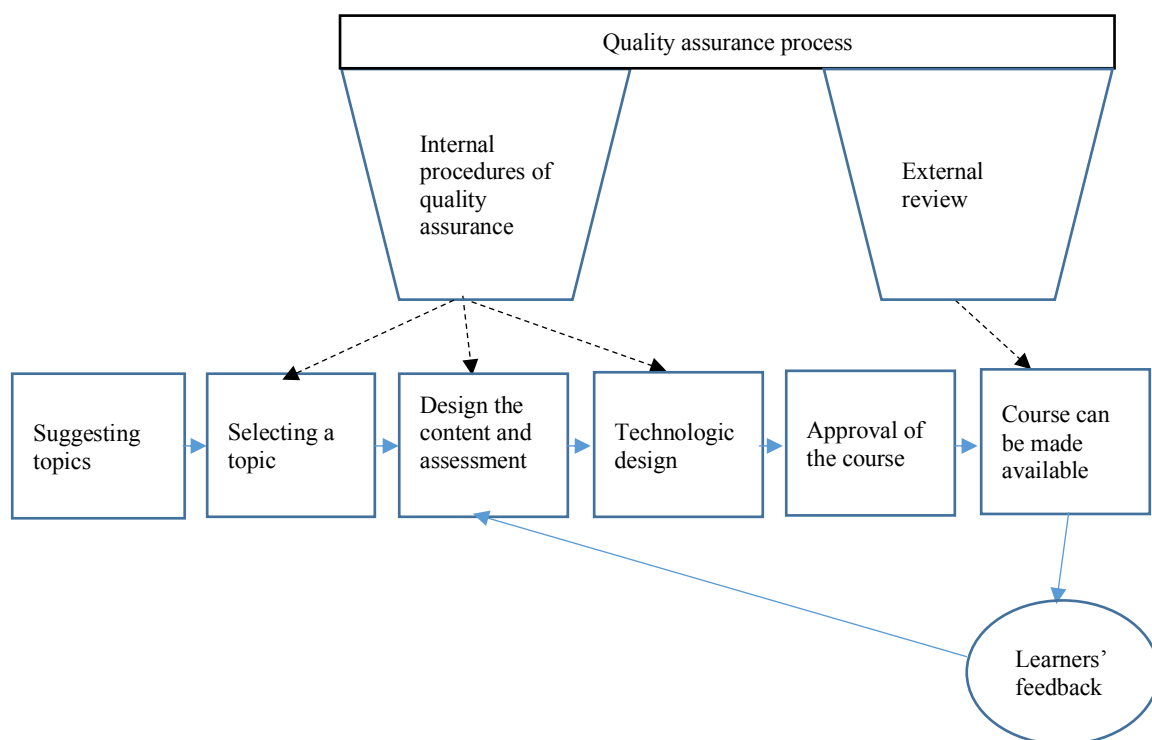 Quality assurance process
Internal
procedures of
quality
assurance
External
review
Suggesting
topics
Selecting a
topic
Design the
content and
assessment
Technologic
design
Approval of
the course
Course can
be made
available
Learners’
feedback